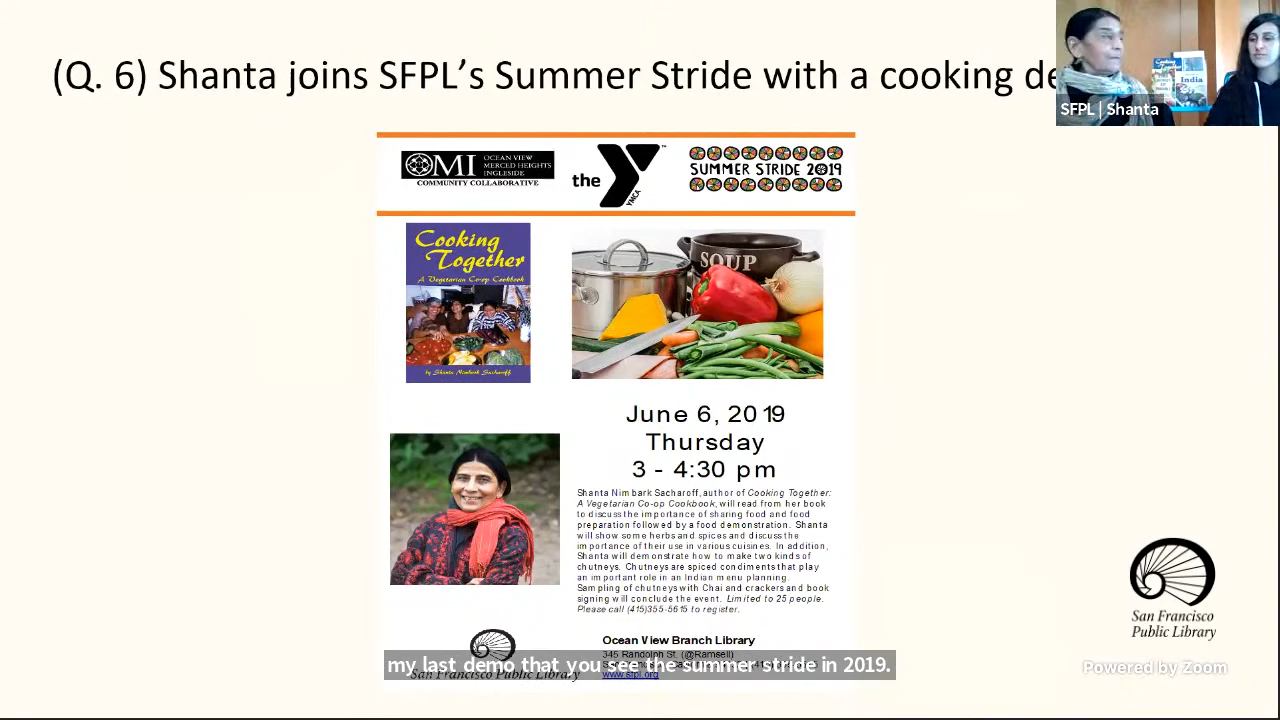 (Q. 6) Shanta joins SFPL's Summer Stride with a cooking de
SFPL | Shanta
Cooking
India
OMI OCEAN VIEW
MERCED HEIGHTS
INGLESIDE
COMMUNITY COLLABORATIVE
the Y
YMCA
SUMMER STRIDE 2019
Cooking
Together
A Vegetarian Co-op Cookbook
by Shanta Nimbark Sacharoff
SOUP
June 6, 2019
Thursday
3 - 4:30 pm
Shanta Nimbark Sacharoff, author of Cooking Together:
A Vegetarian Co-op Cookbook, will read from her book
to discuss the importance of sharing food and food
preparation followed by a food demonstration. Shanta
will show some herbs and spices and discuss the
importance of their use in various cuisines. In addition,
Shanta will demonstrate how to make two kinds of
chutneys. Chutneys are spiced condiments that play
an important role in an Indian menu planning.
Sampling of chutneys with Chai and crackers and book
signing will conclude the event. Limited to 25 people.
Please call (415)355-5615 to register.
Ocean View Branch Library
345 Randolph St. (@Ramsell)
my last demo that you see the summer stride in 2019.
San Francisco Public Library
www.sfpl.org
San Francisco
Public Library
Powered by Zoom